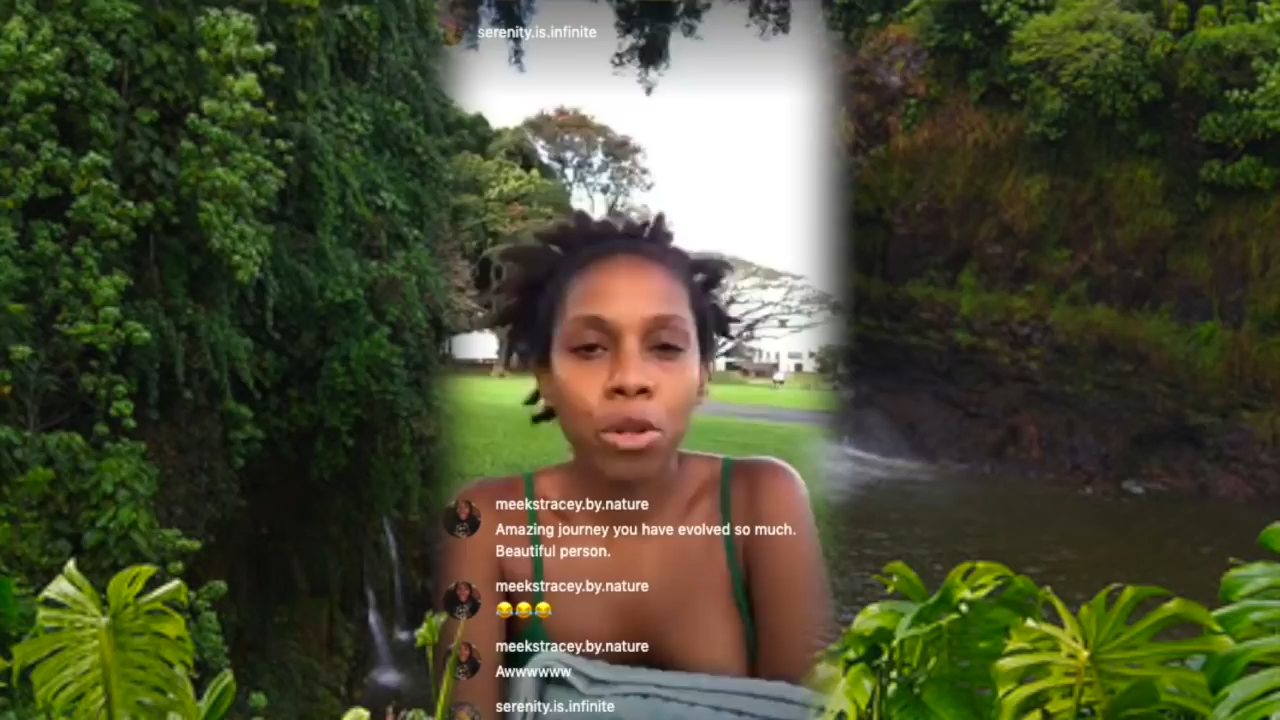 serenity.is.infinite
meekstracey.by.nature
Amazing journey you have evolved so much.
Beautiful person.
meekstracey.by.nature
😂😂😂
meekstracey.by.nature
Awwwwww
serenity.is.infinite